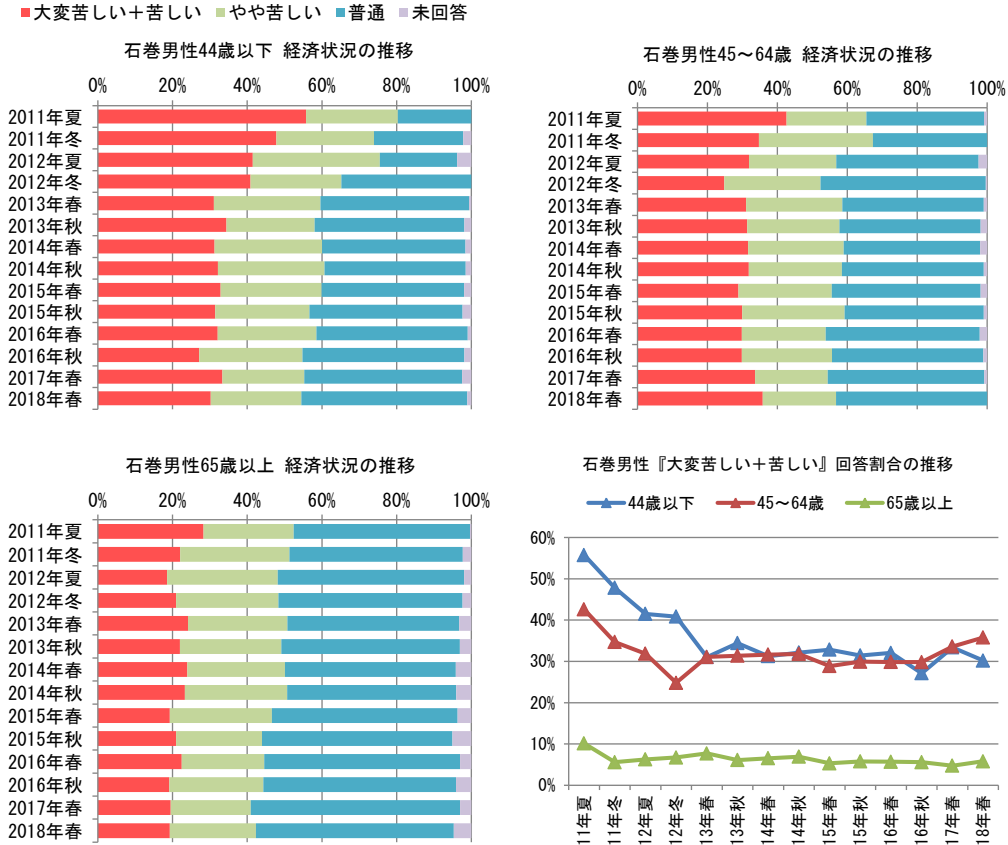 大変苦しい＋苦しい やや苦しい 普通 未回答
石巻男性44歳以下 経済状況の推移
0% 20% 40% 60% 80% 100%
2011年夏
2011年冬
2012年夏
2012年冬
2013年春
2013年秋
2014年春
2014年秋
2015年春
2015年秋
2016年春
2016年秋
2017年春
2018年春
石巻男性45～64歳 経済状況の推移
0% 20% 40% 60% 80% 100%
2011年夏
2011年冬
2012年夏
2012年冬
2013年春
2013年秋
2014年春
2014年秋
2015年春
2015年秋
2016年春
2016年秋
2017年春
2018年春
石巻男性65歳以上 経済状況の推移
0% 20% 40% 60% 80% 100%
2011年夏
2011年冬
2012年夏
2012年冬
2013年春
2013年秋
2014年春
2014年秋
2015年春
2015年秋
2016年春
2016年秋
2017年春
2018年春
石巻男性『大変苦しい＋苦しい』回答割合の推移
44歳以下 45～64歳 65歳以上
60%
50%
40%
30%
20%
10%
0%
11年夏
11年冬
12年夏
12年冬
13年春
13年秋
14年春
14年秋
15年春
15年秋
16年春
16年秋
17年春
18年春